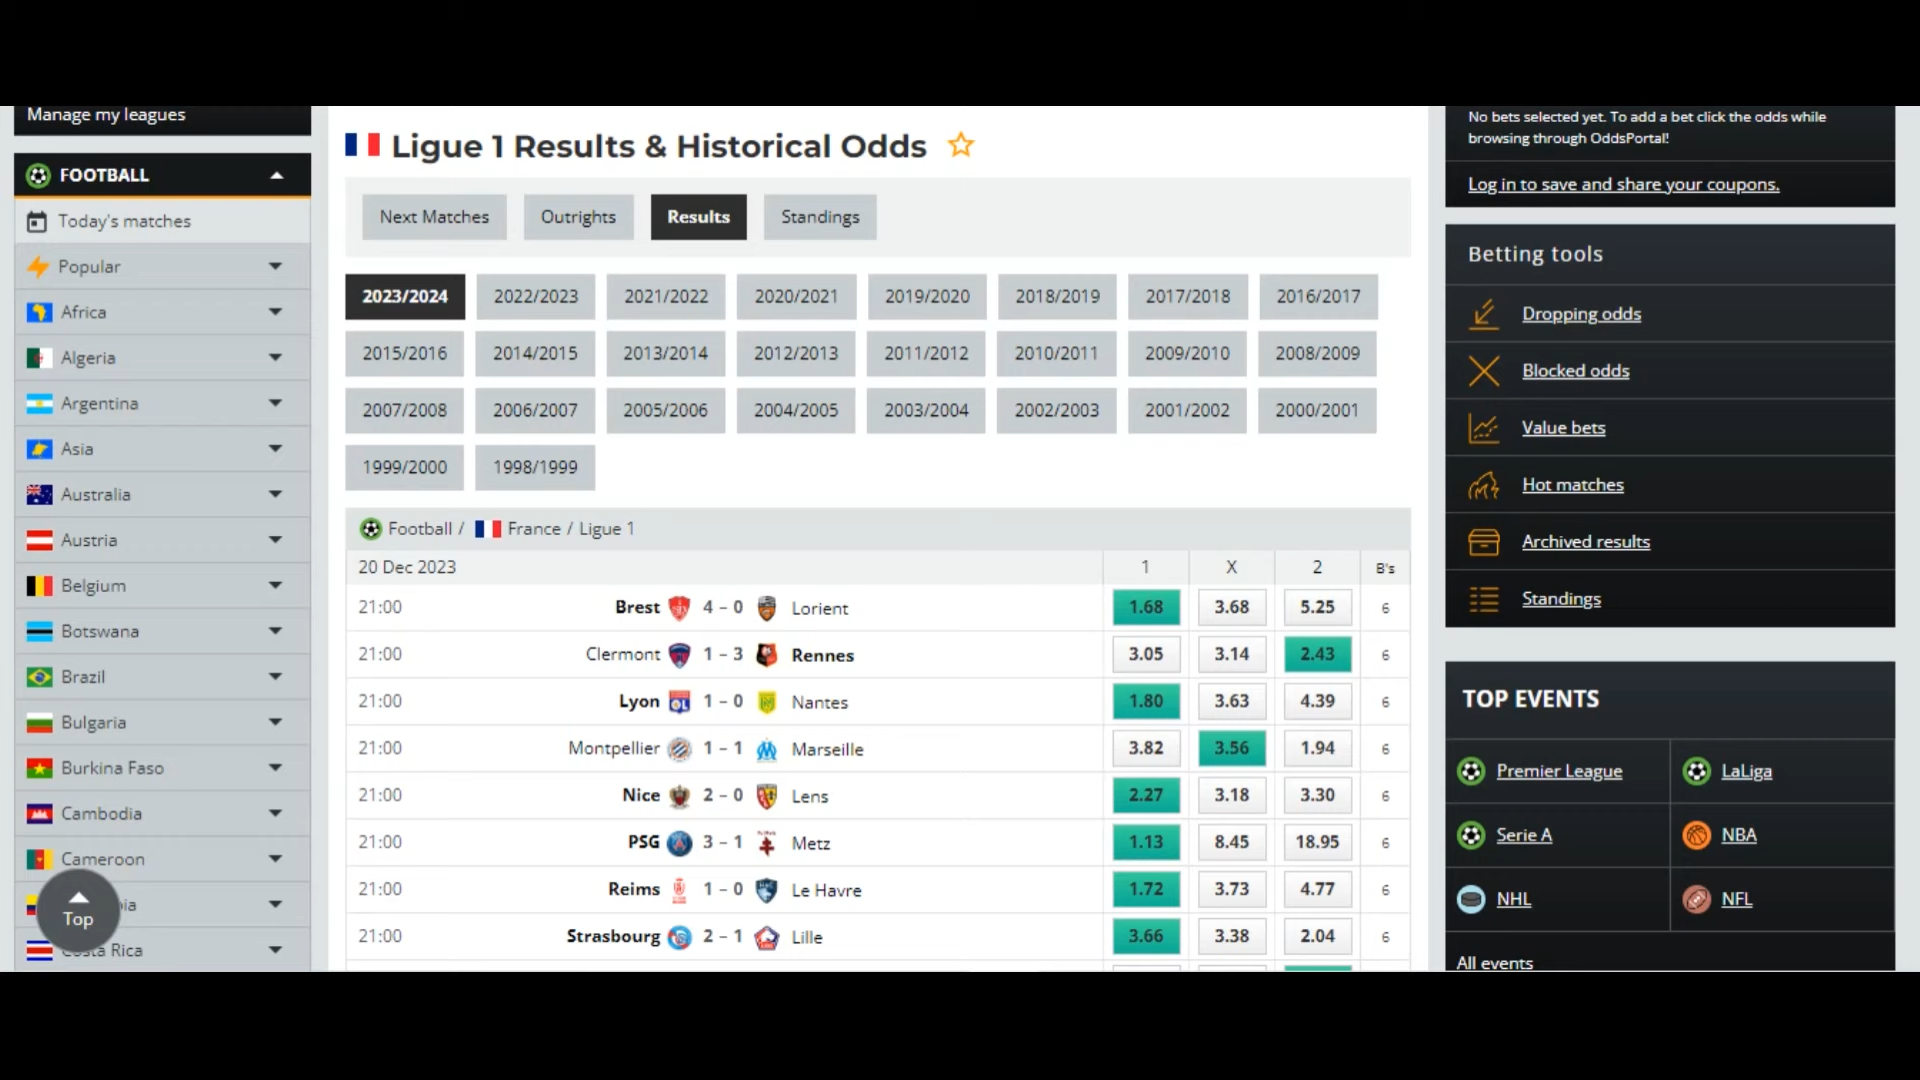 Manage my leagues
FOOTBALL
Today's matches
Popular
Africa
Algeria
Argentina
Asia
Australia
Austria
Belgium
Botswana
Brazil
Bulgaria
Burkina Faso
Cambodia
Cameroon
Top
Costa Rica
Ligue 1 Results & Historical Odds
Next Matches Outrights Results Standings
2023/2024 2022/2023 2021/2022 2020/2021 2019/2020 2018/2019 2017/2018 2016/2017
2015/2016 2014/2015 2013/2014 2012/2013 2011/2012 2010/2011 2009/2010 2008/2009
2007/2008 2006/2007 2005/2006 2004/2005 2003/2004 2002/2003 2001/2002 2000/2001
1999/2000 1998/1999
Football / France / Ligue 1
20 Dec 2023 1 X 2 B's
21:00 Brest 4 – 0 Lorient 1.68 3.68 5.25 6
21:00 Clermont 1 – 3 Rennes 3.05 3.14 2.43 6
21:00 Lyon 1 – 0 Nantes 1.80 3.63 4.39 6
21:00 Montpellier 1 – 1 Marseille 3.82 3.56 1.94 6
21:00 Nice 2 – 0 Lens 2.27 3.18 3.30 6
21:00 PSG 3 – 1 Metz 1.13 8.45 18.95 6
21:00 Reims 1 – 0 Le Havre 1.72 3.73 4.77 6
21:00 Strasbourg 2 – 1 Lille 3.66 3.38 2.04 6
No bets selected yet. To add a bet click the odds while
browsing through OddsPortal!
Log in to save and share your coupons.
Betting tools
Dropping odds
Blocked odds
Value bets
Hot matches
Archived results
Standings
TOP EVENTS
Premier League LaLiga
Serie A NBA
NHL NFL
All events